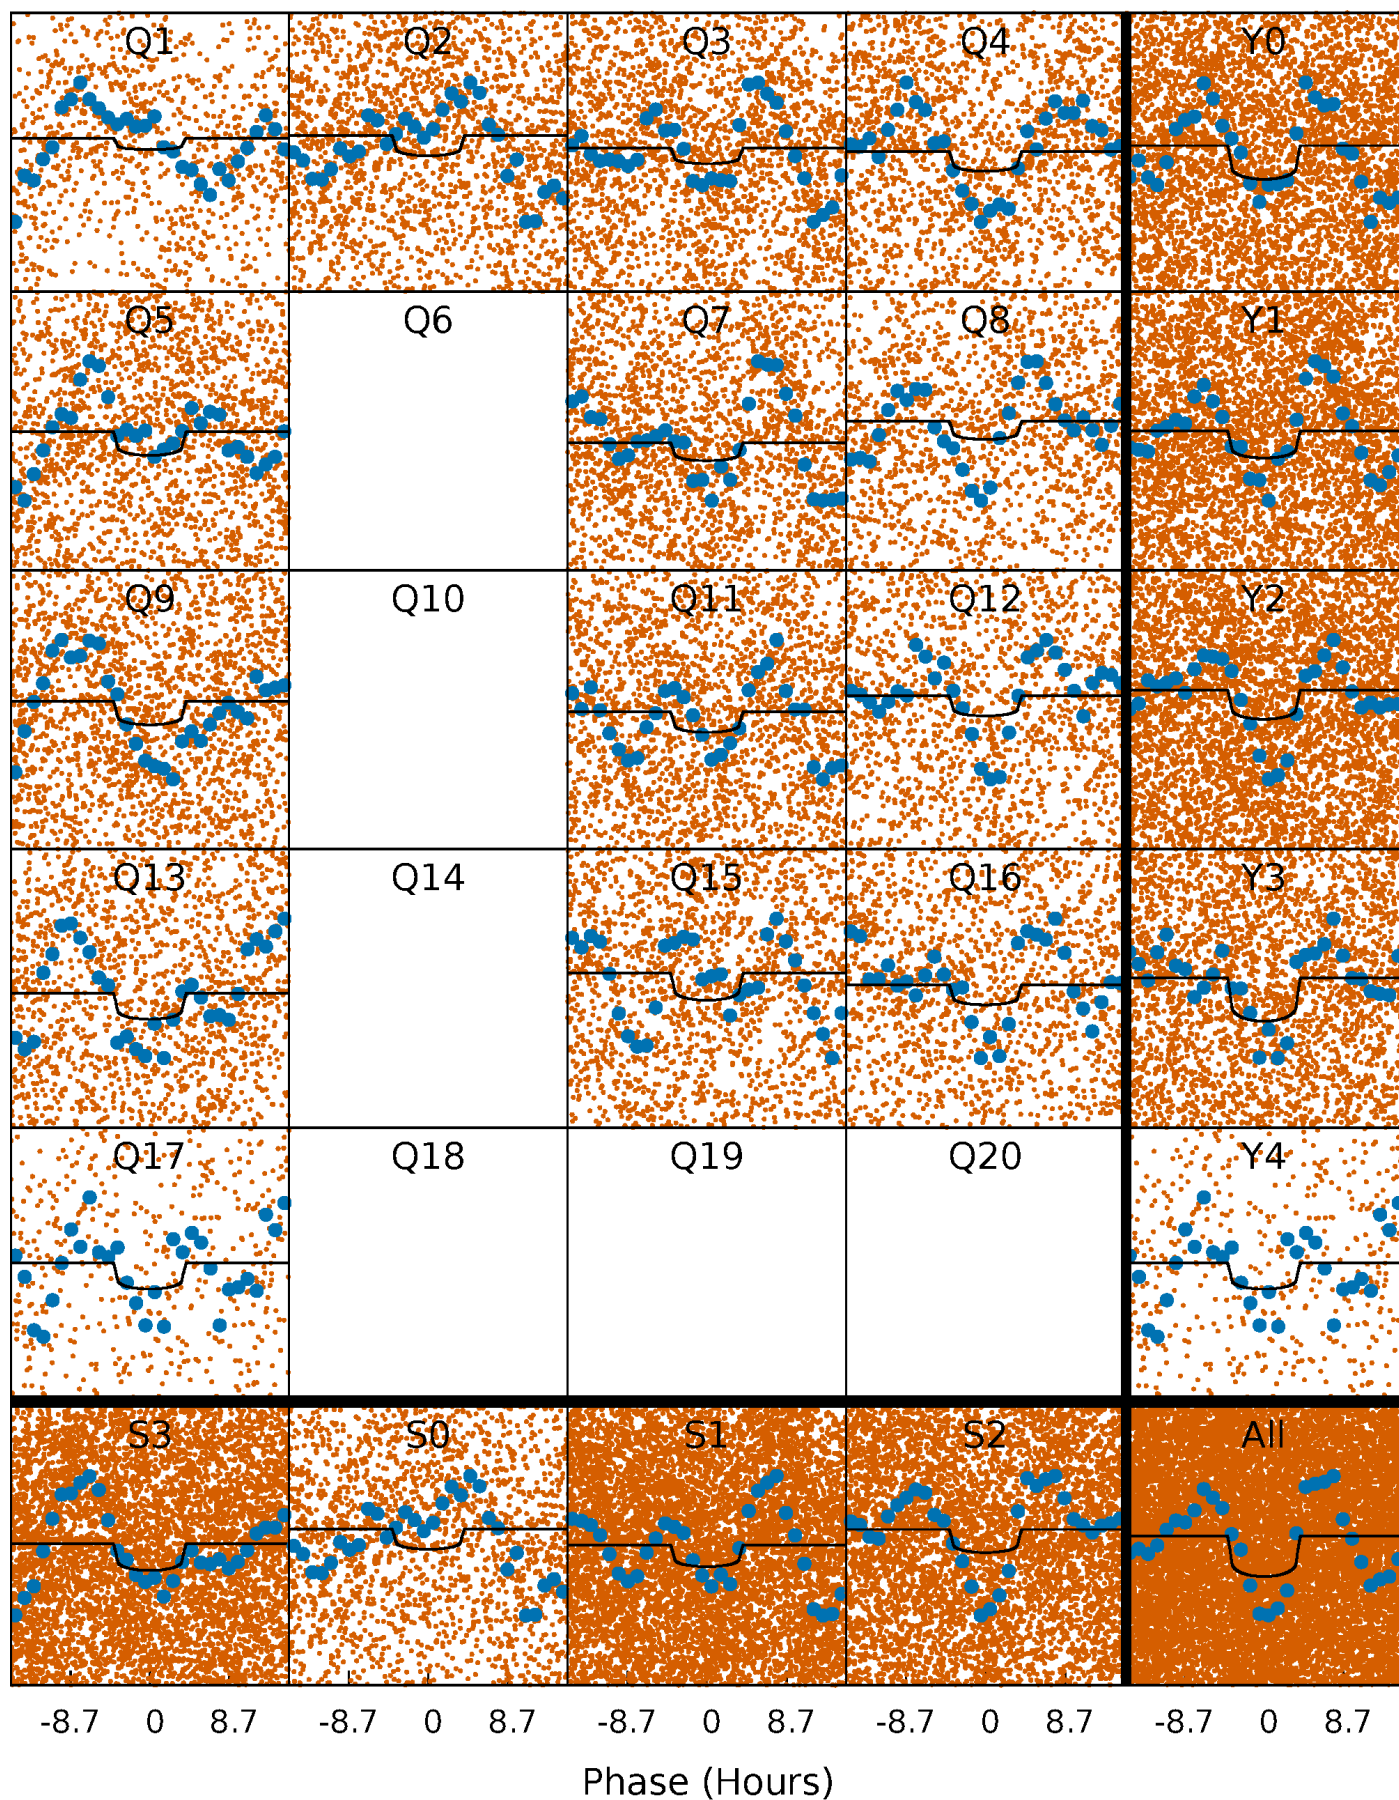 Q1 Q2 Q3 Q4 Y0
Q5 Q6 Q7 Q8 Y1
Q9 Q10 Q11 Q12 Y2
Q13 Q14 Q15 Q16 Y3
Q17 Q18 Q19 Q20 Y4
S3 S0 S1 S2 All
-8.7 0 8.7 -8.7 0 8.7 -8.7 0 8.7 -8.7 0 8.7 -8.7 0 8.7
Phase (Hours)